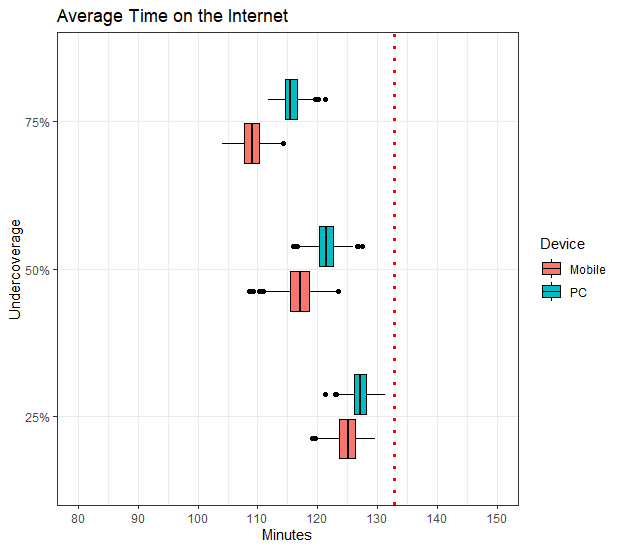 Average Time on the Internet
75%
50%
25%
Undercoverage
80 90 100 110 120 130 140 150
Minutes
Device
Mobile
PC